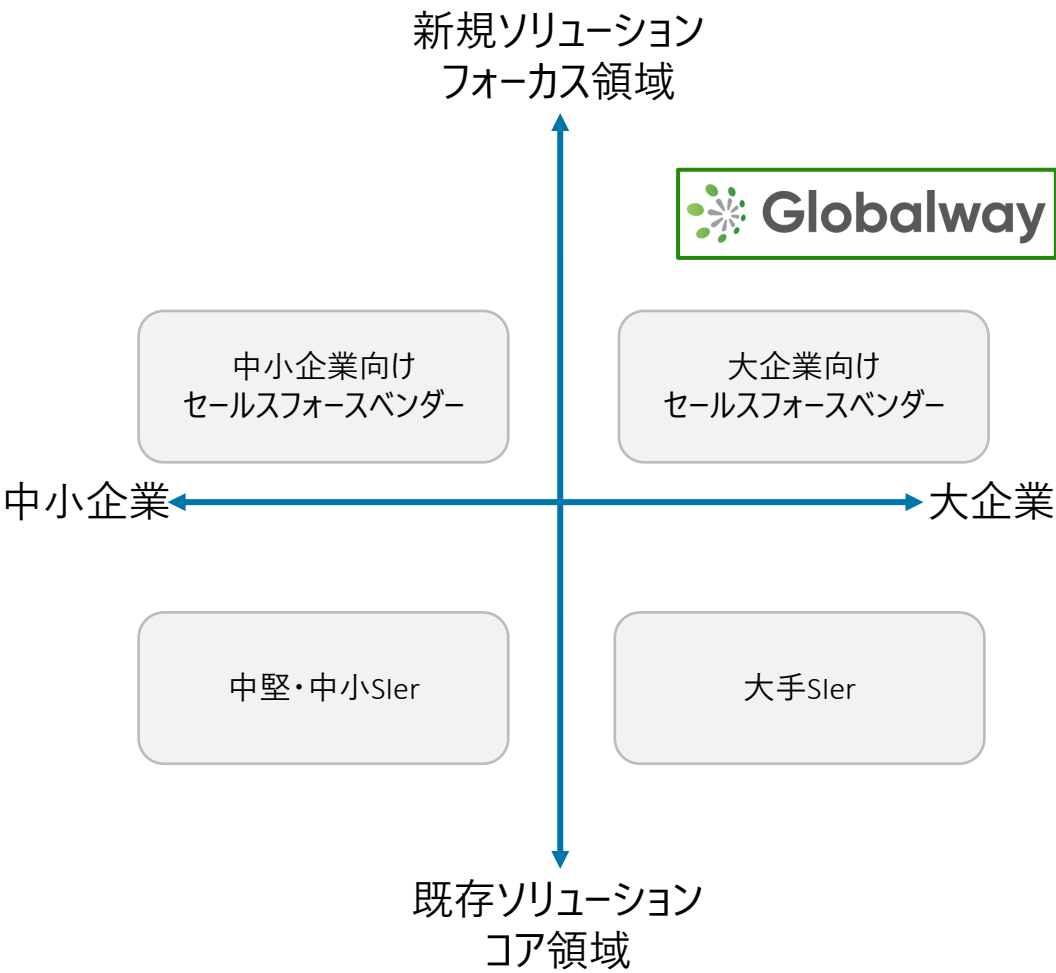 新規ソリューション
フォーカス領域
Globalway
中小企業向け
セールスフォースベンダー
大企業向け
セールスフォースベンダー
中小企業
大企業
中堅・中小SIer
大手SIer
既存ソリューション
コア領域